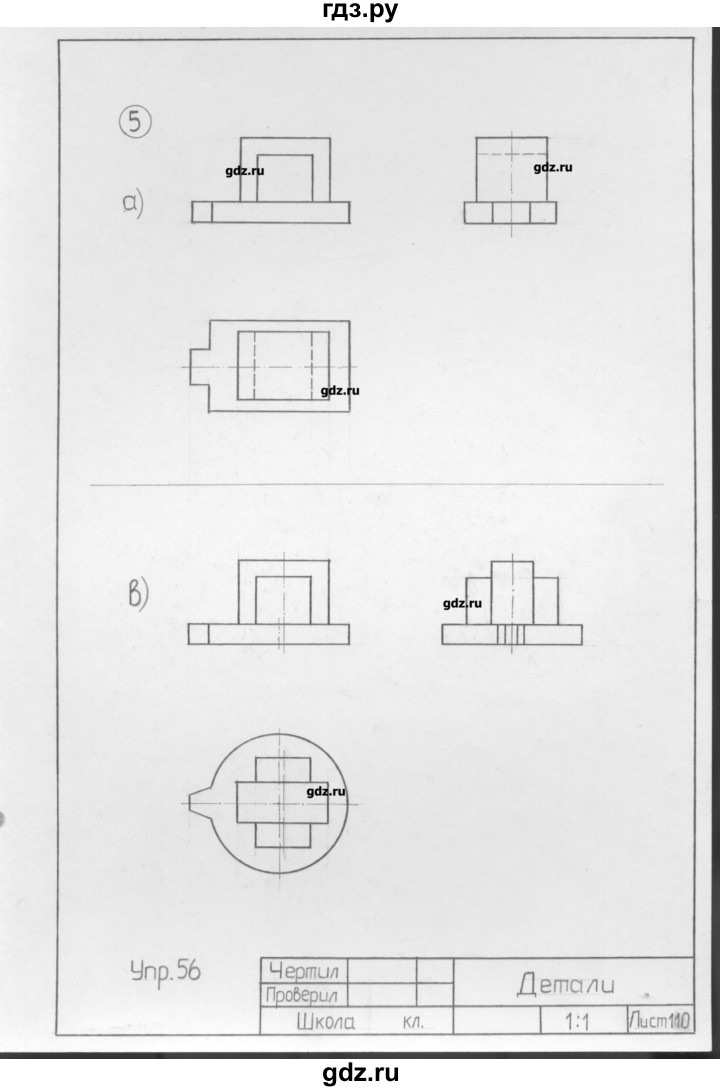 гдз.ру
5
gdz.ru gdz.ru
а)
gdz.ru
в)
gdz.ru
gdz.ru
Упр. 56
Чертил
Проверил
Детали
Школа кл. 1:1 Лист 110
gdz.ru